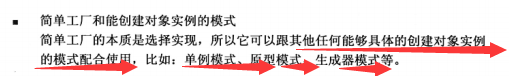 ▪ 简单工厂和能创建对象实例的模式
简单工厂的本质是选择实现，所以它可以跟其他任何能够具体的创建对象实例
的模式配合使用，比如：单例模式、原型模式、生成器模式等。